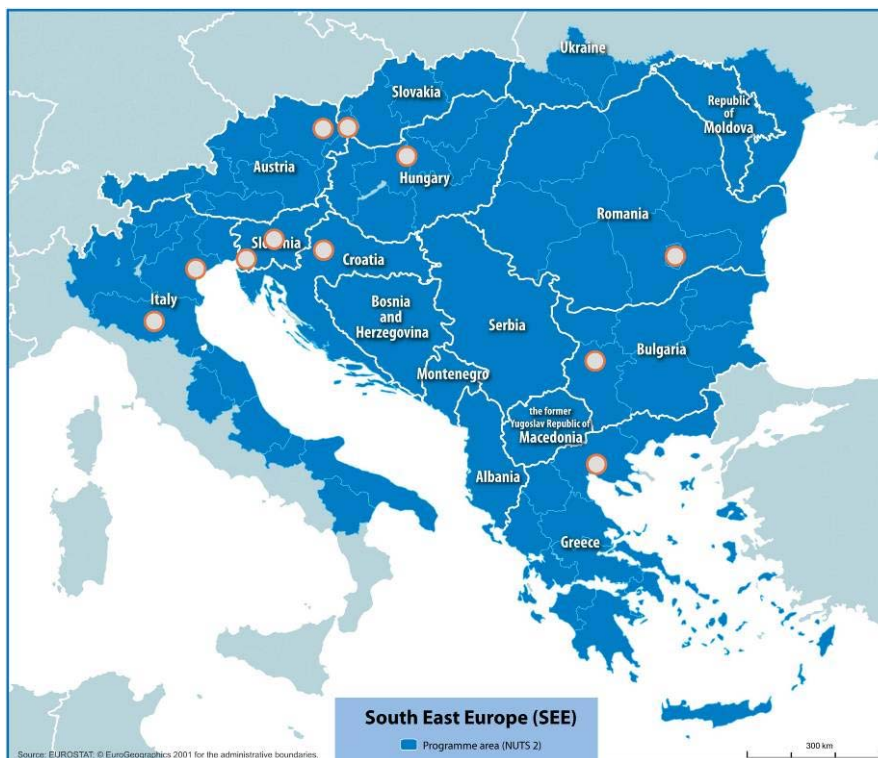 Ukraine
Slovakia
Republic
of
Moldova
Austria
Hungary
Romania
Slovenia
Croatia
Italy
Bosnia
and
Herzegovina
Serbia
Bulgaria
Montenegro
the former
Yugoslav Republic of
Macedonia
Albania
Greece
South East Europe (SEE)
Programme area (NUTS 2)
Source: EUROSTAT; © EuroGeographics 2001 for the administrative boundaries.
300 km